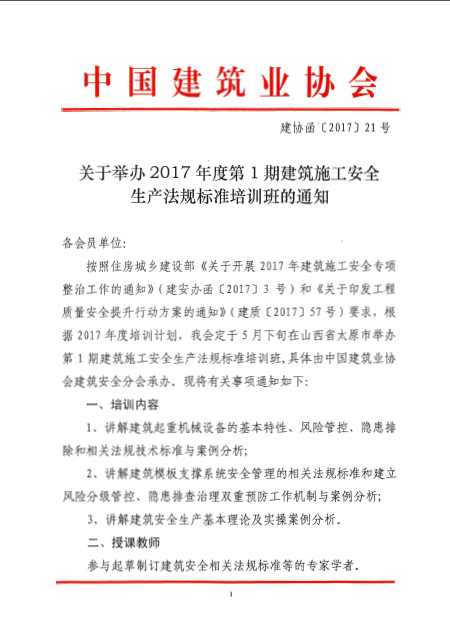 中国建筑业协会
建协函〔2017〕21 号
关于举办 2017 年度第 1 期建筑施工安全
生产法规标准培训班的通知
各会员单位:
按照住房城乡建设部《关于开展 2017 年建筑施工安全专项
整治工作的通知》（建安办函〔2017〕3 号）和《关于印发工程
质量安全提升行动方案的通知》（建质〔2017〕57 号）要求，根
据 2017 年度培训计划，我会定于 5 月下旬在山西省太原市举办
第 1 期建筑施工安全生产法规标准培训班,具体由中国建筑业协
会建筑安全分会承办。现将有关事项通知如下:
一、培训内容
1、讲解建筑起重机械设备的基本特性、风险管控、隐患排
除和相关法规技术标准与案例分析;
2、讲解建筑模板支撑系统安全管理的相关法规标准和建立
风险分级管控、隐患排查治理双重预防工作机制与案例分析;
3、讲解建筑安全生产基本理论及实操案例分析。
二、授课教师
参与起草制订建筑安全相关法规标准等的专家学者。
1